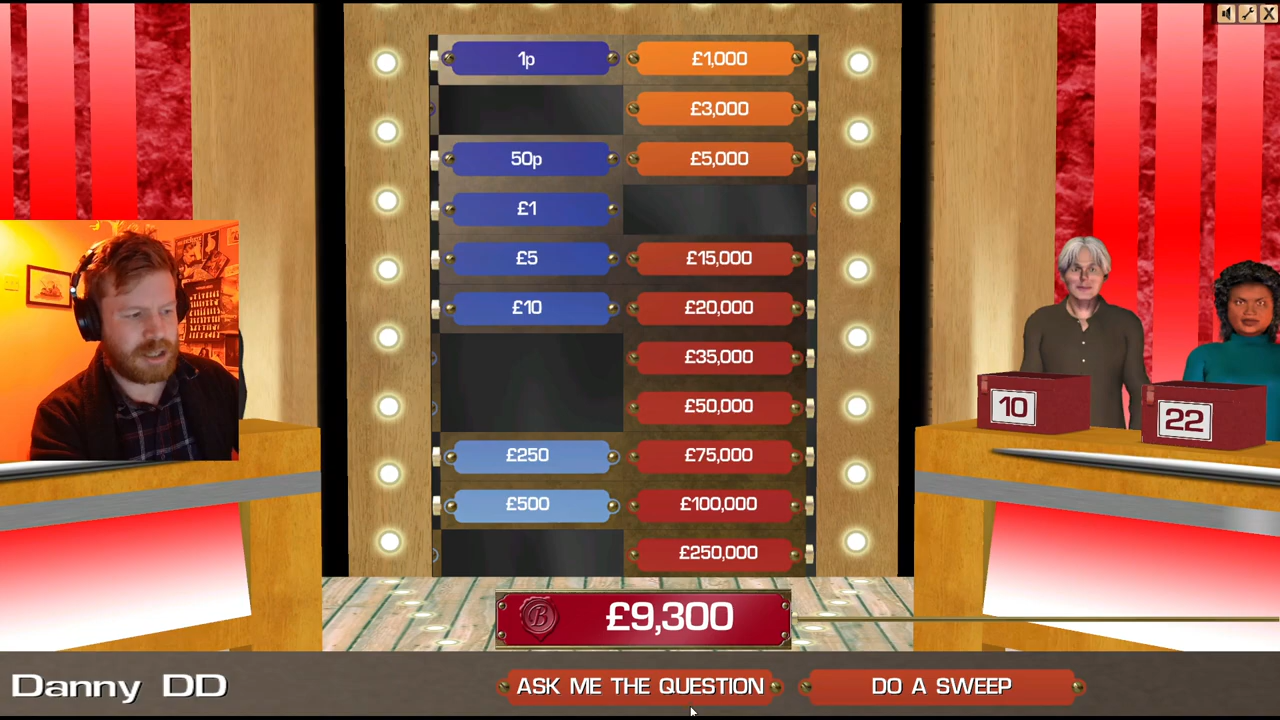 1p £1,000
£3,000
50p £5,000
£1
£5 £15,000
£10 £20,000
£35,000
£50,000
£250 £75,000
£500 £100,000
£250,000
10
22
B £9,300
Danny DD
ASK ME THE QUESTION
DO A SWEEP